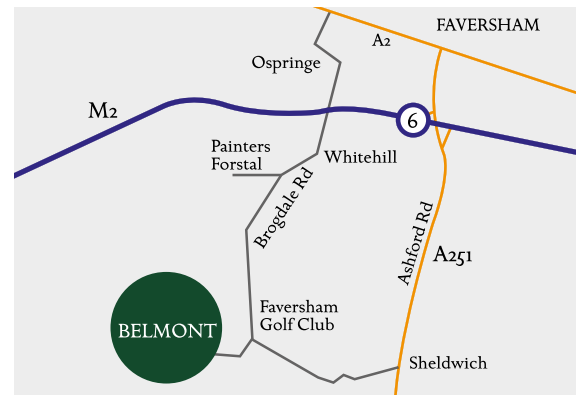 FAVERSHAM
A2
Ospringe
M2
6
Painters
Forstal
Whitehill
Brogdale Rd
Ashford Rd
A251
Faversham
Golf Club
BELMONT
Sheldwich